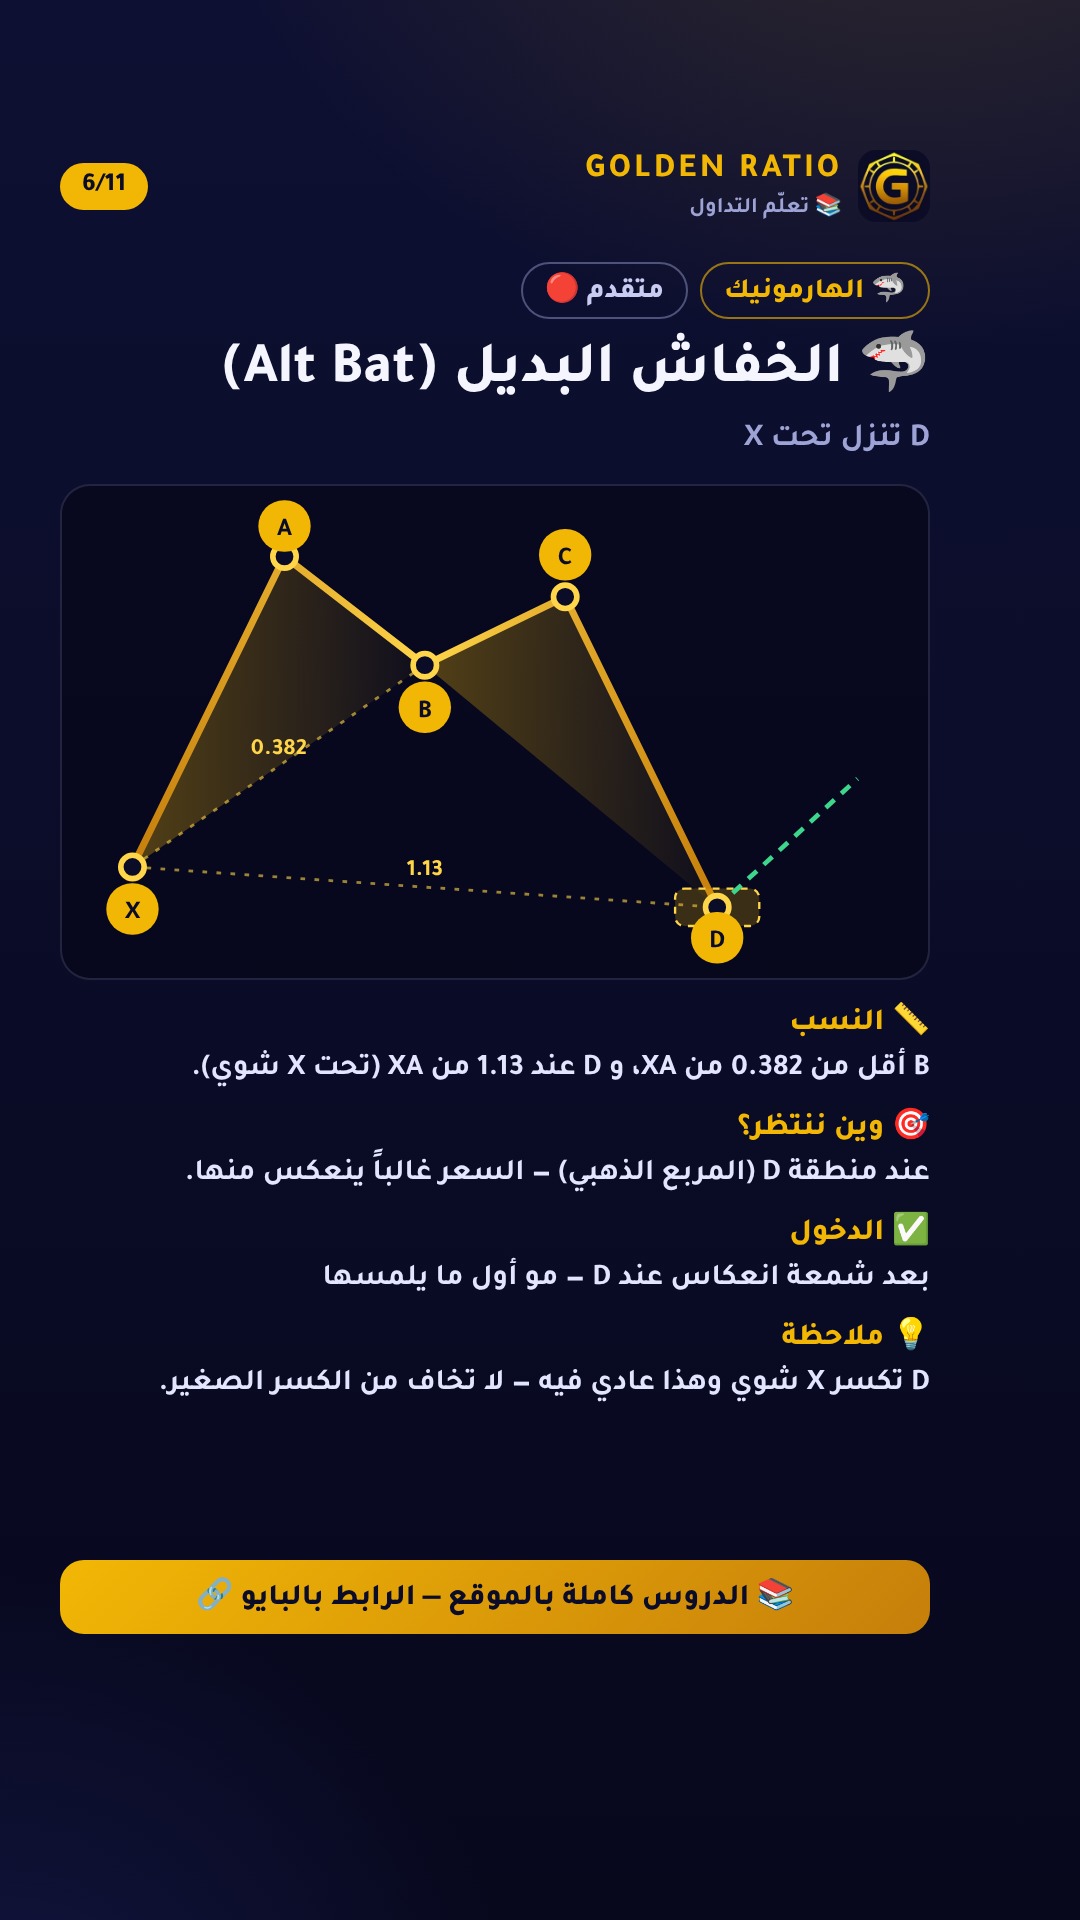 GOLDEN RATIO
📚 تعلّم التداول
6/11
🦈 الهارمونيك
متقدم 🔴
🦈 الخفاش البديل (Alt Bat)
D تنزل تحت X
A
C
B
0.382
1.13
X
D
📏 النسب
B أقل من 0.382 من XA، و D عند 1.13 من XA (تحت X شوي).
🎯 وين ننتظر؟
عند منطقة D (المربع الذهبي) – السعر غالباً ينعكس منها.
✅ الدخول
بعد شمعة انعكاس عند D – مو أول ما يلمسها
💡 ملاحظة
D تكسر X شوي وهذا عادي فيه – لا تخاف من الكسر الصغير.
📚 الدروس كاملة بالموقع – الرابط بالبايو 🔗